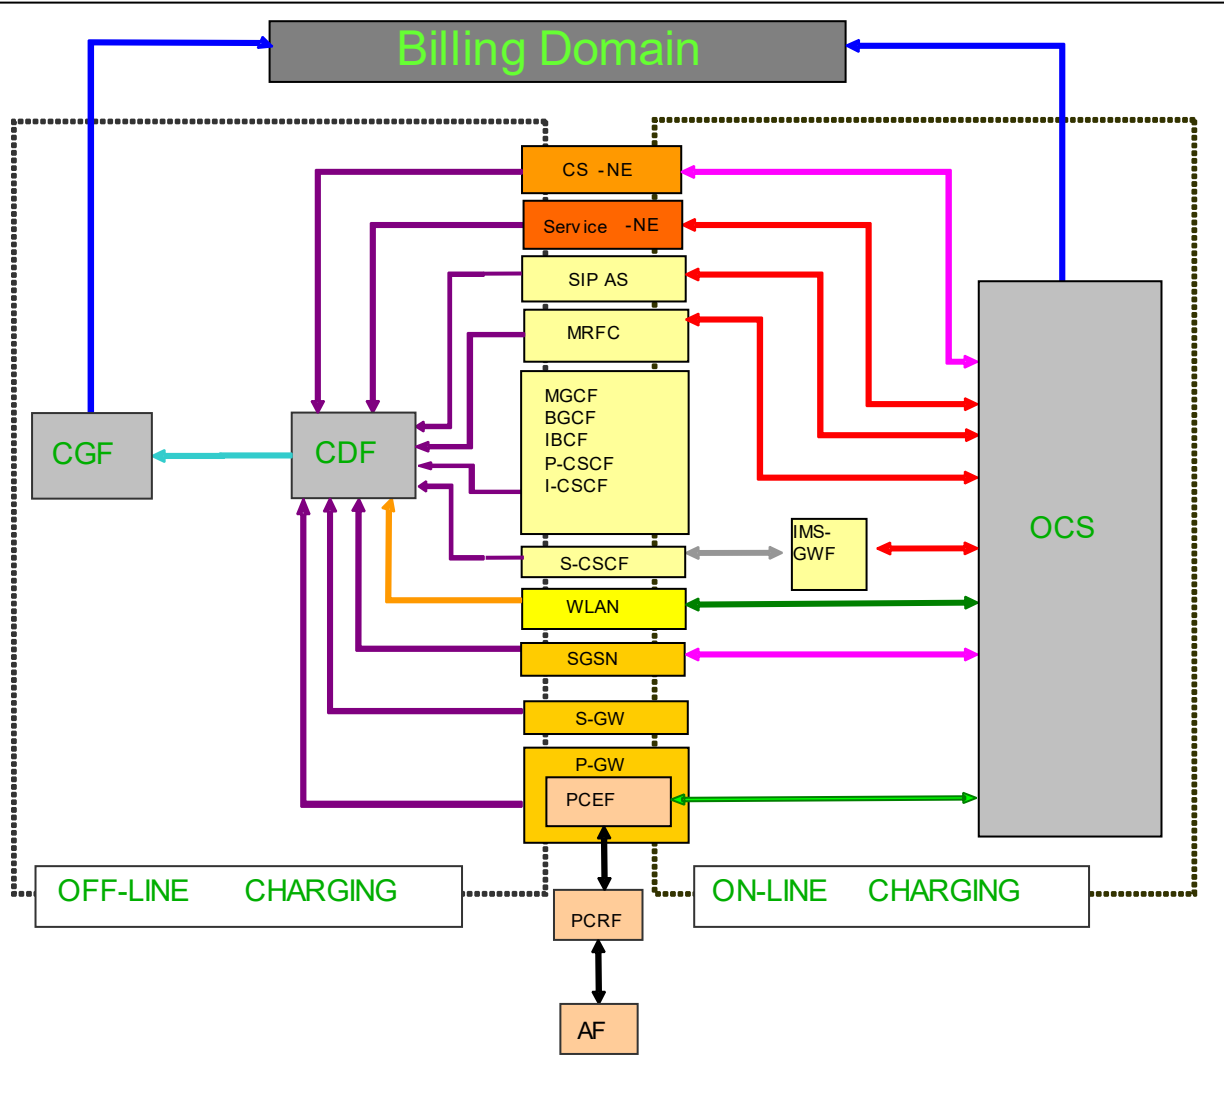 Billing Domain
CS -NE
Service -NE
SIP AS
MRFC
MGCF
BGCF
IBCF
P-CSCF
I-CSCF
CGF
CDF
OCS
IMS-
GWF
S-CSCF
WLAN
SGSN
S-GW
P-GW
PCEF
OFF-LINE CHARGING
ON-LINE CHARGING
PCRF
AF